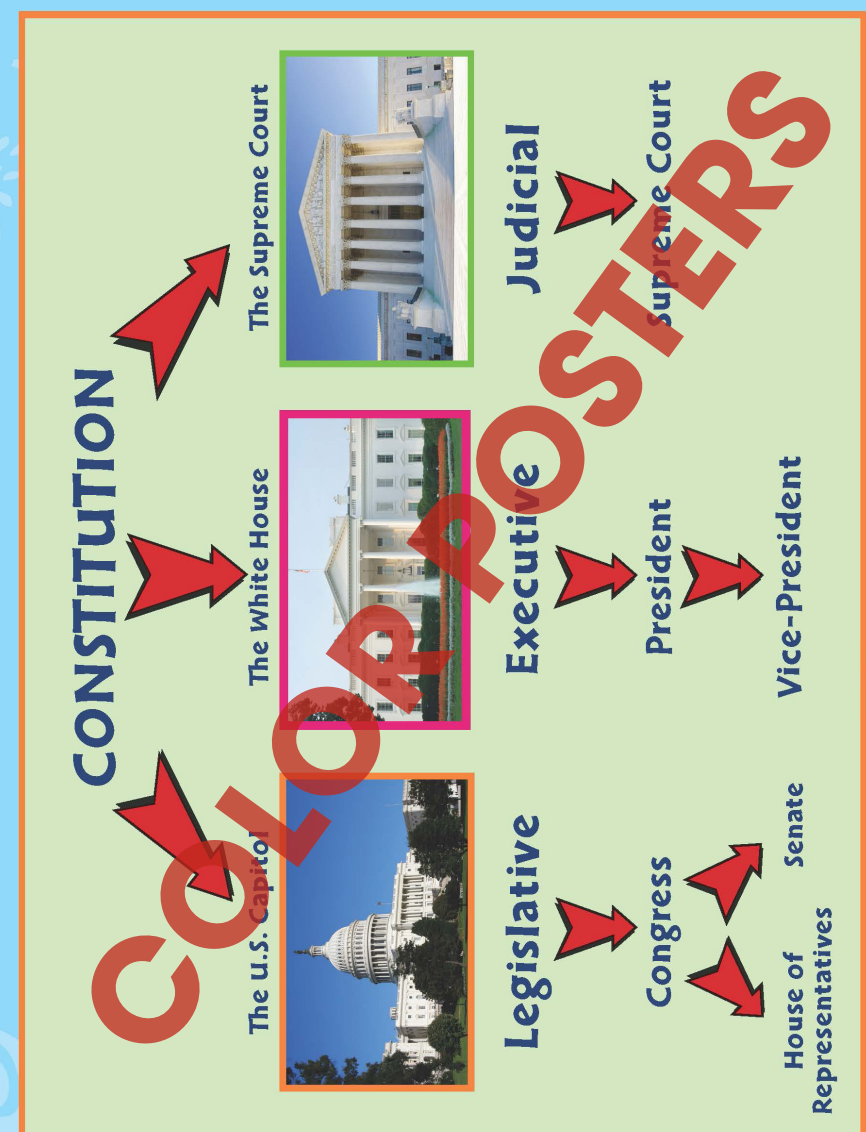 CONSTITUTION
The U.S. Capitol
The White House
The Supreme Court
Legislative
Executive
Judicial
Congress
President
Supreme Court
House of
Representatives
Senate
Vice-President
COLOR POSTERS